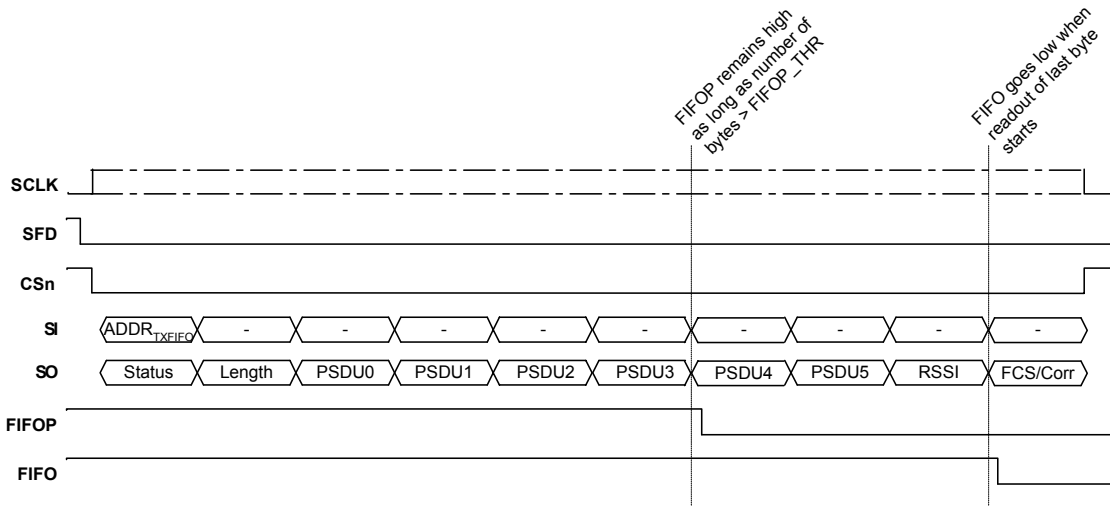 FIFOP remains high
as long as number of
bytes > FIFOP_THR
FIFO goes low when
readout of last byte
starts
SCLK
SFD
CSn
SI ADDRTXFIFO - - - - - - - - -
SO Status Length PSDU0 PSDU1 PSDU2 PSDU3 PSDU4 PSDU5 RSSI FCS/Corr
FIFOP
FIFO